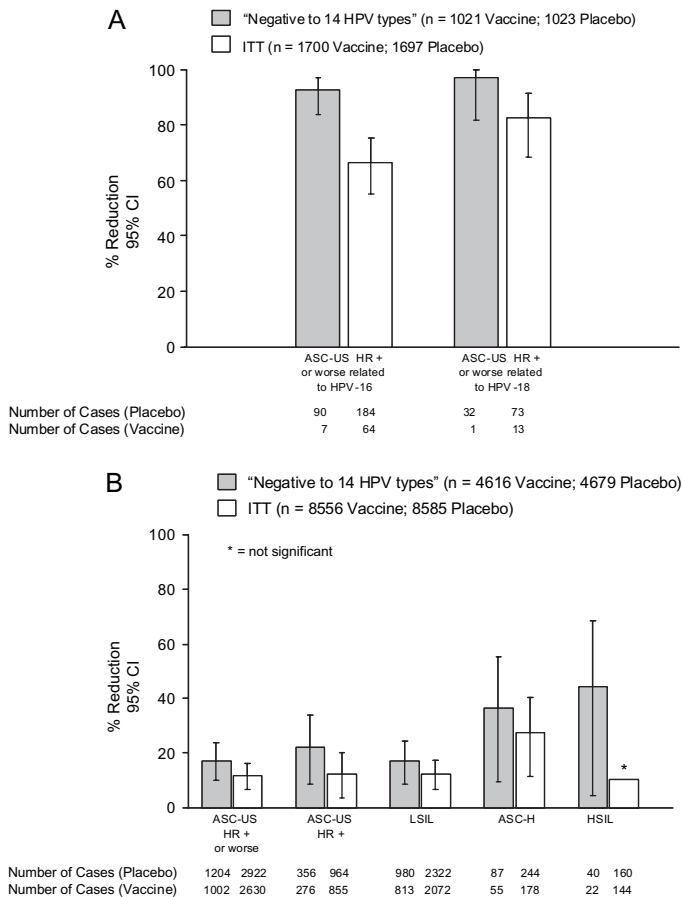 A
“Negative to 14 HPV types” (n = 1021 Vaccine; 1023 Placebo)
ITT (n = 1700 Vaccine; 1697 Placebo)
100
80
60
40
20
0
% Reduction
95% CI
ASC-US HR + ASC-US HR +
or worse related or worse related
to HPV-16 to HPV-18
Number of Cases (Placebo) 90 184 32 73
Number of Cases (Vaccine) 7 64 1 13
B
“Negative to 14 HPV types” (n = 4616 Vaccine; 4679 Placebo)
ITT (n = 8556 Vaccine; 8585 Placebo)
* = not significant
100
80
60
40
20
0
% Reduction
95% CI
*
ASC-US ASC-US LSIL ASC-H HSIL
HR + HR +
or worse
Number of Cases (Placebo) 1204 2922 356 964 980 2322 87 244 40 160
Number of Cases (Vaccine) 1002 2630 276 855 813 2072 55 178 22 144